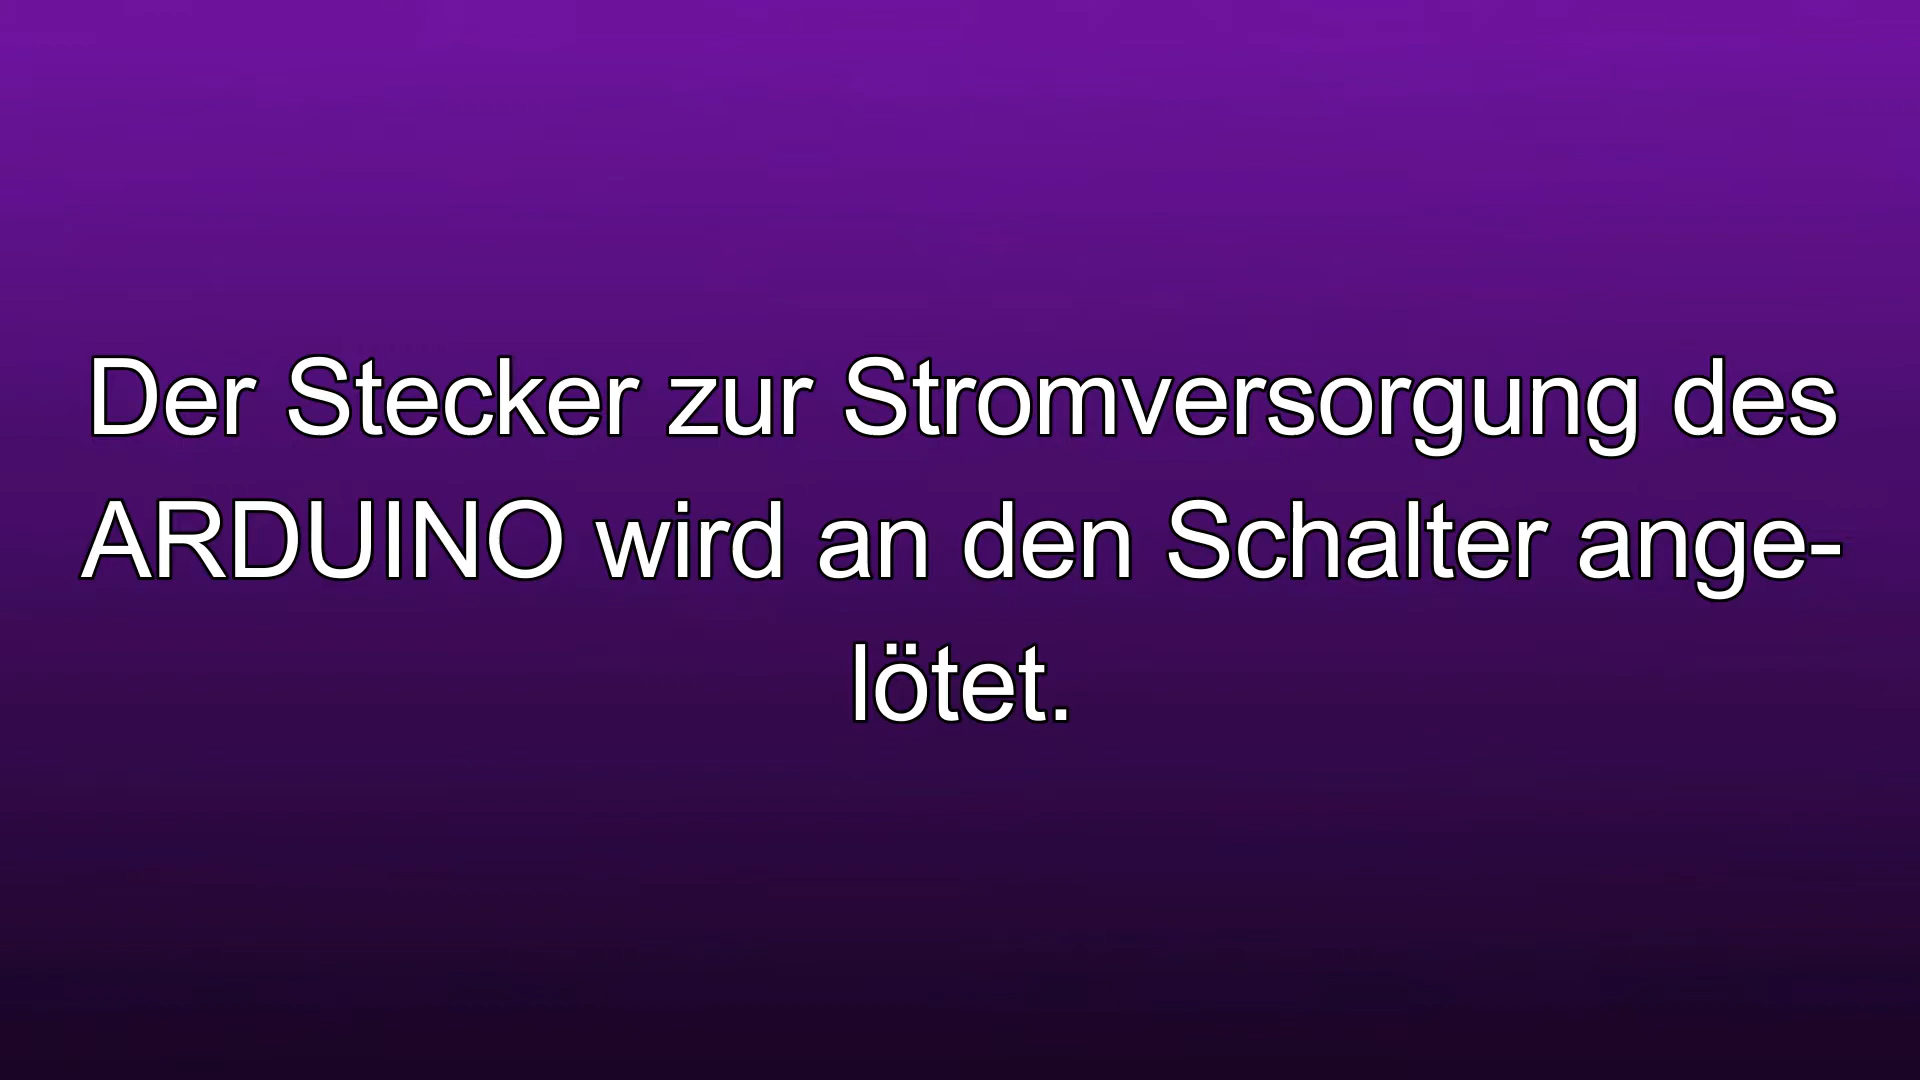 Der Stecker zur Stromversorgung des
ARDUINO wird an den Schalter ange-
lötet.